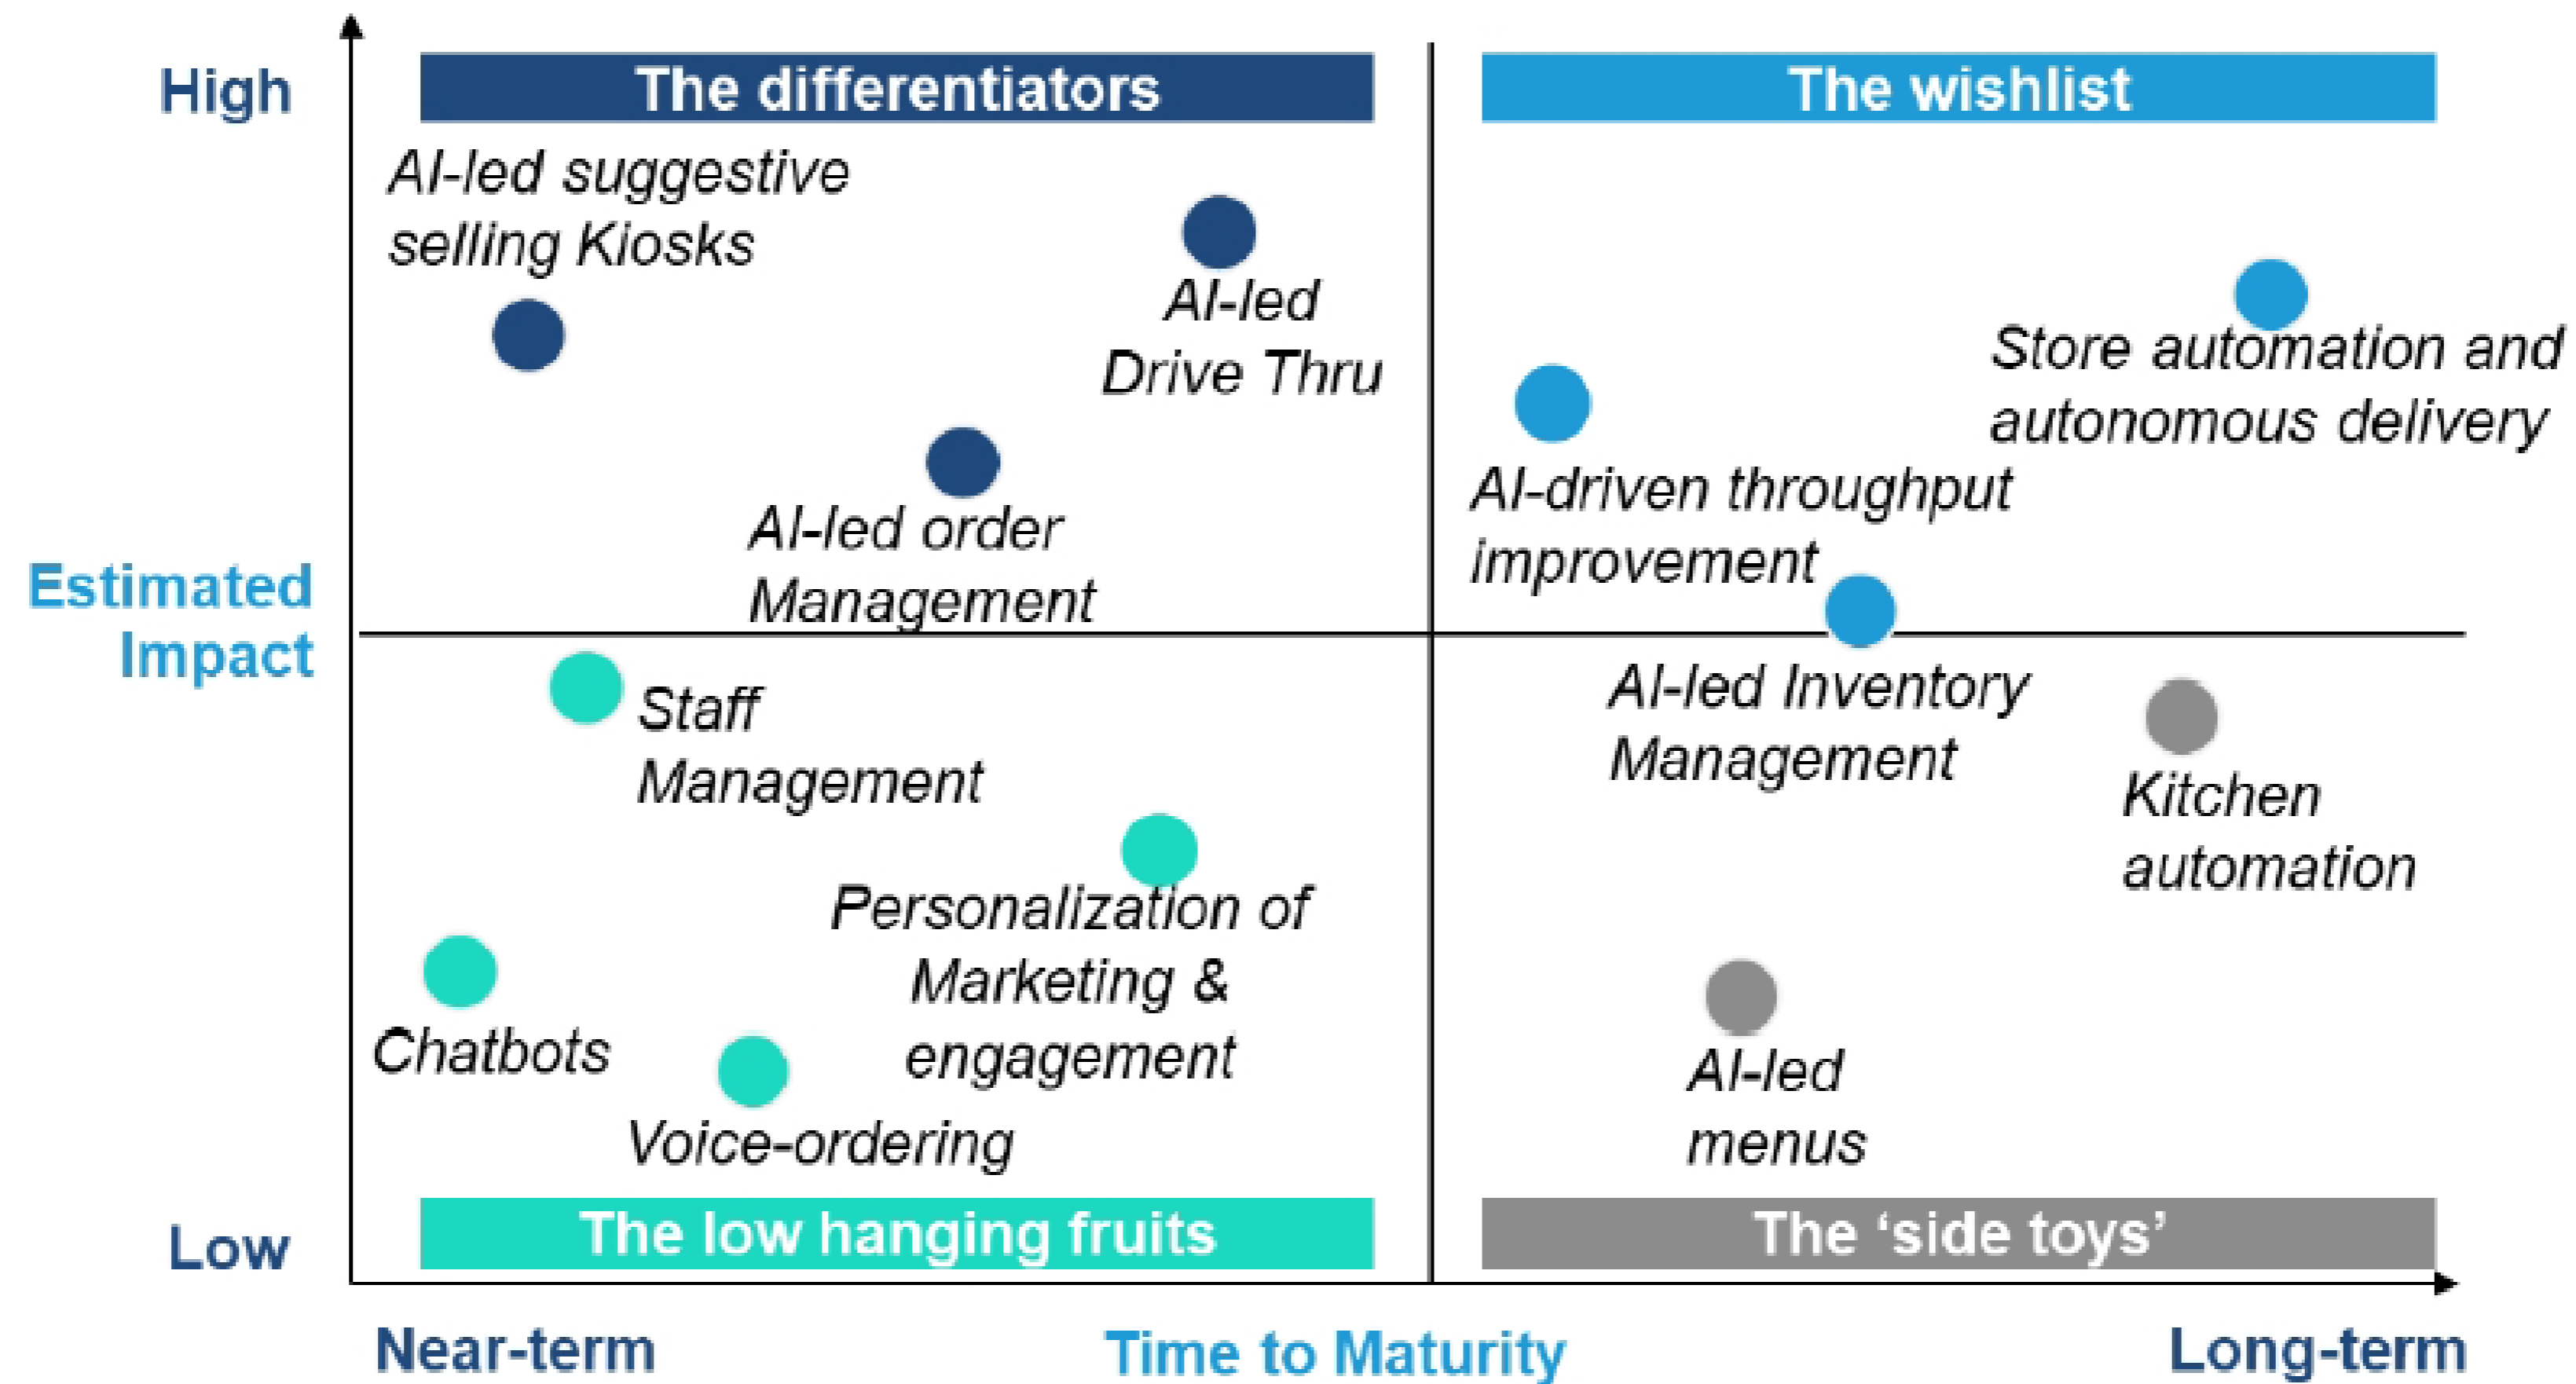 High
The differentiators
The wishlist
AI-led suggestive
selling Kiosks
AI-led
Drive Thru
AI-led order
Management
Store automation and
autonomous delivery
AI-driven throughput
improvement
Estimated
Impact
Staff
Management
Personalization of
Marketing &
engagement
Chatbots
Voice-ordering
AI-led Inventory
Management
Kitchen
automation
AI-led
menus
Low
The low hanging fruits
The ‘side toys’
Near-term
Time to Maturity
Long-term